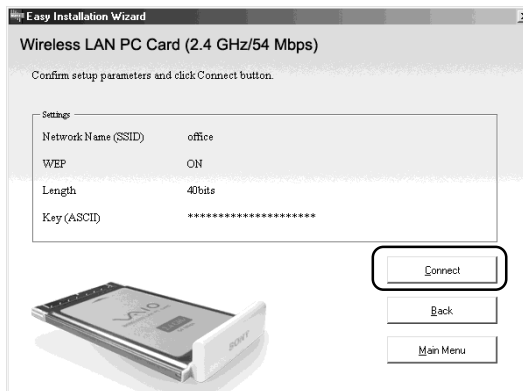 Easy Installation Wizard
Wireless LAN PC Card (2.4 GHz/54 Mbps)
Confirm setup parameters and click Connect button.
Settings
Network Name (SSID) office
WEP ON
Length 40bits
Key (ASCII) *********************
Connect
Back
Main Menu
VAIO
SONY